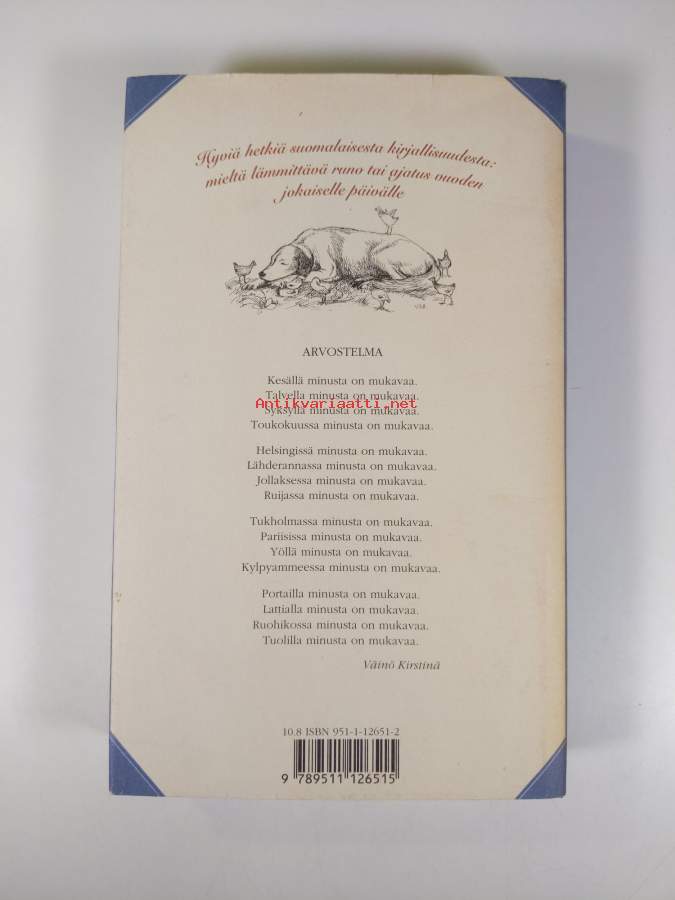 Hyviä hetkiä suomalaisesta kirjallisuudesta:
mieltä lämmittävä runo tai ajatus vuoden
jokaiselle päivälle
ARVOSTELMA
Kesällä minusta on mukavaa.
Talvella minusta on mukavaa.
Antikvariaatti.net
Syksyllä minusta on mukavaa.
Toukokuussa minusta on mukavaa.
Helsingissä minusta on mukavaa.
Lähderannassa minusta on mukavaa.
Jollaksessa minusta on mukavaa.
Ruijassa minusta on mukavaa.
Tukholmassa minusta on mukavaa.
Pariisissa minusta on mukavaa.
Yöllä minusta on mukavaa.
Kylpyammeessa minusta on mukavaa.
Portailla minusta on mukavaa.
Lattialla minusta on mukavaa.
Ruohikossa minusta on mukavaa.
Tuolilla minusta on mukavaa.
Väinö Kirstinä
10.8 ISBN 951-1-12651-2
9 789511 126515